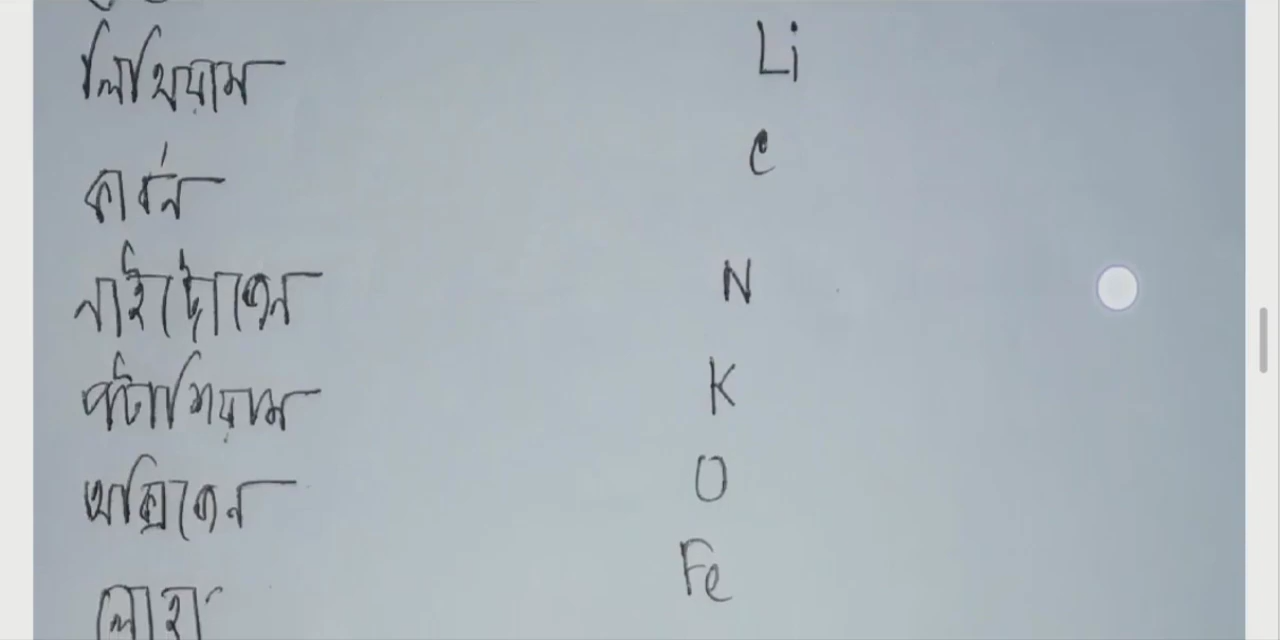 লিথিয়াম Li
কার্বন C
নাইট্রোজেন N
পটাশিয়াম K
অক্সিজেন O
লোহা Fe